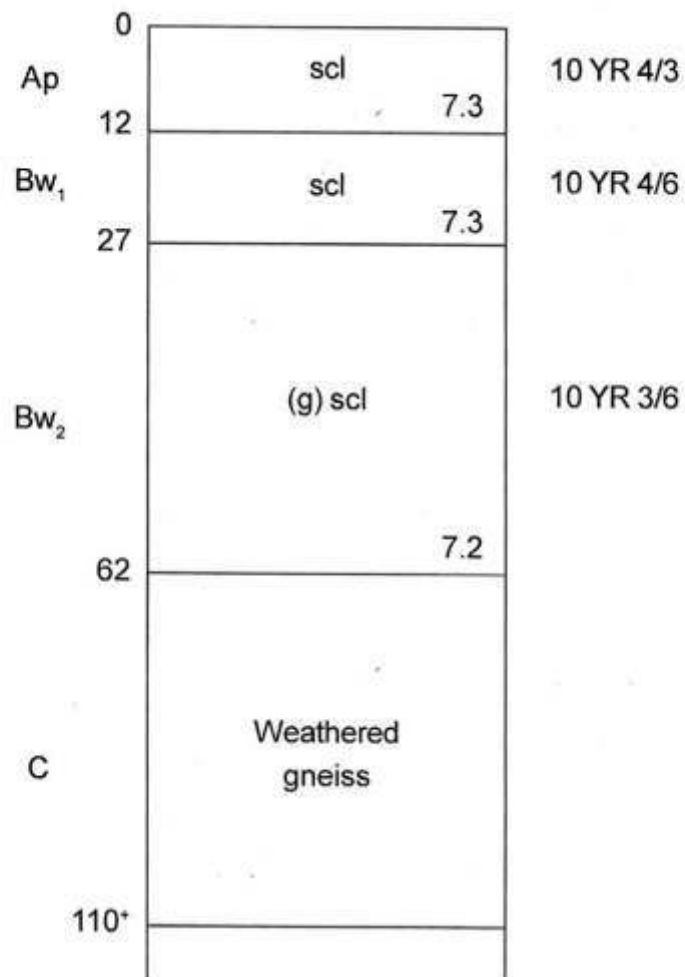 0
Ap scl 10 YR 4/3
7.3
12
Bw₁ scl 10 YR 4/6
7.3
27
Bw₂ (g) scl 10 YR 3/6
7.2
62
Weathered
C gneiss
110⁺